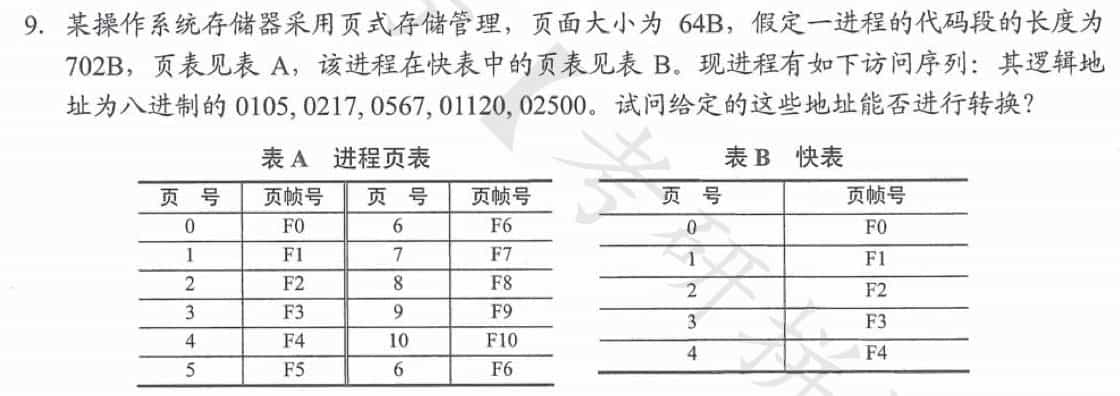 9. 某操作系统存储器采用页式存储管理，页面大小为 64B，假定一进程的代码段的长度为
702B，页表见表 A，该进程在快表中的页表见表 B。现进程有如下访问序列：其逻辑地
址为八进制的 0105, 0217, 0567, 01120, 02500。试问给定的这些地址能否进行转换？
表 A 进程页表
页 号 页帧号 页 号 页帧号
0 F0 6 F6
1 F1 7 F7
2 F2 8 F8
3 F3 9 F9
4 F4 10 F10
5 F5 6 F6
表 B 快表
页 号 页帧号
0 F0
1 F1
2 F2
3 F3
4 F4
【考研拼